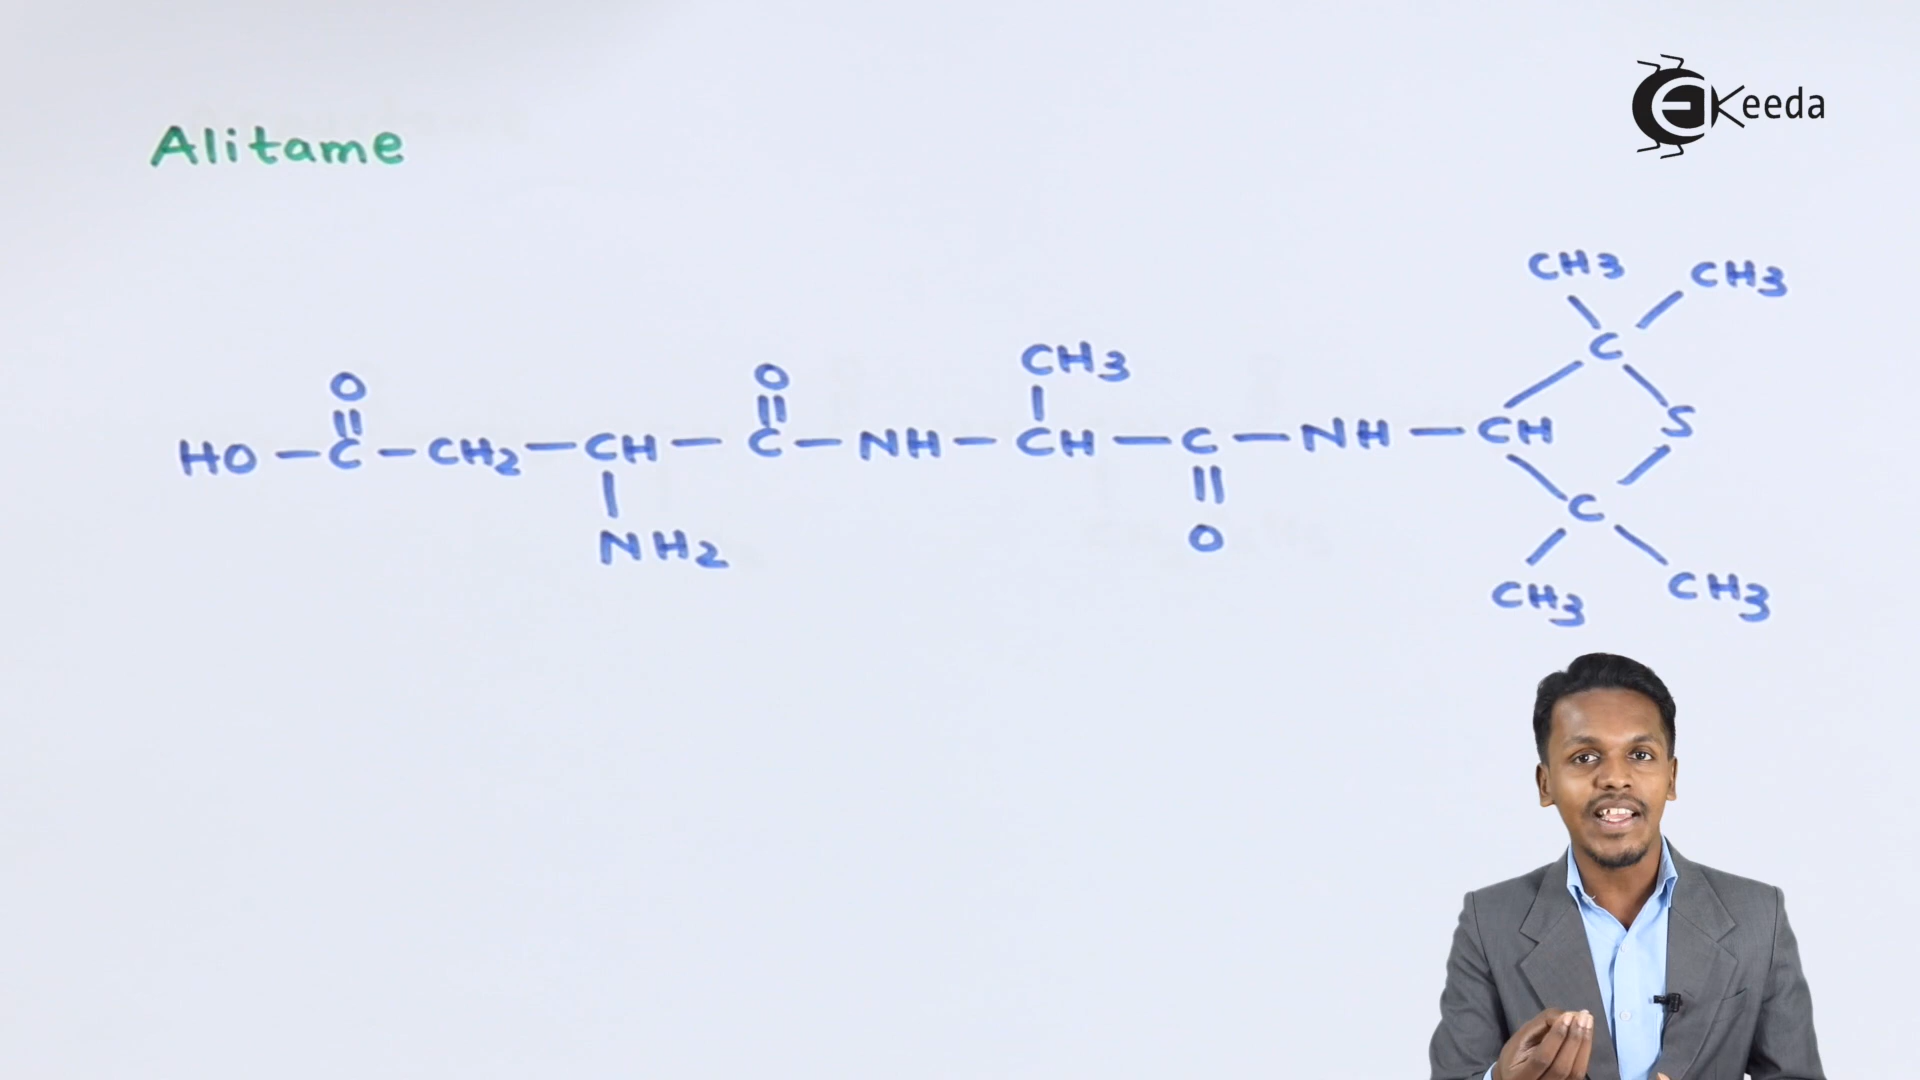 Keeda
Alitame
CH3 CH3
C
O O CH3
HO – C – CH2 – CH – C – NH – CH – C – NH – CH S
NH2 O C
CH3 CH3